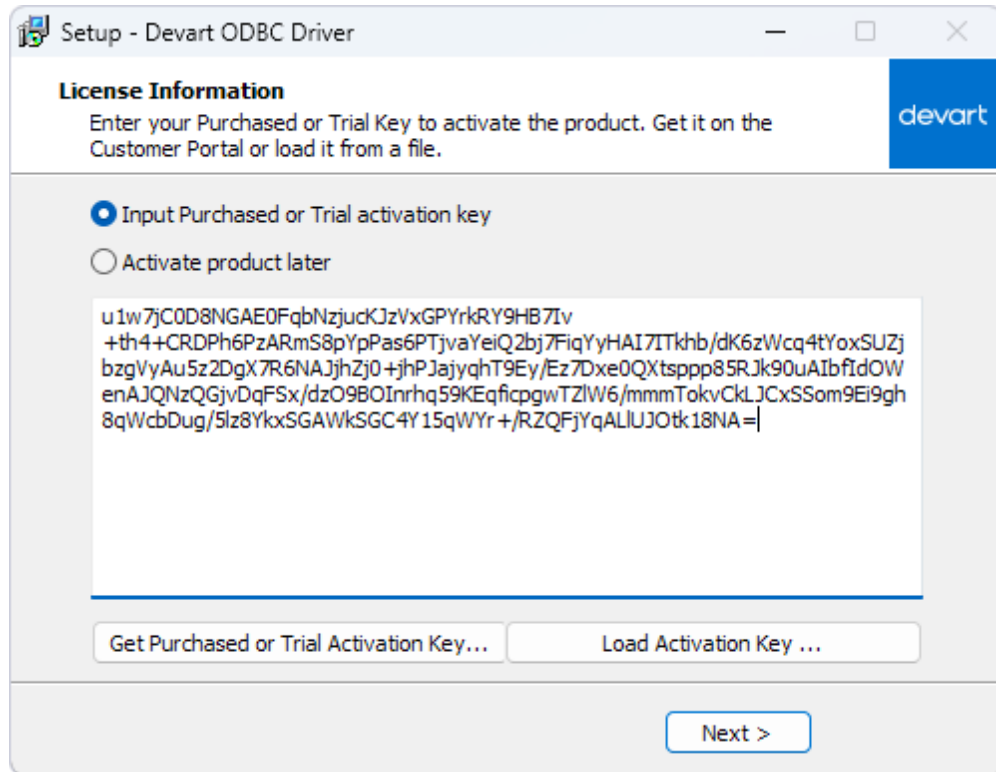 Setup - Devart ODBC Driver
License Information
Enter your Purchased or Trial Key to activate the product. Get it on the
Customer Portal or load it from a file.
devart
Input Purchased or Trial activation key
Activate product later
u1w7jC0D8NGAE0FqbNzjucKJzVxGPYrkRY9HB7Iv
+th4+CRDPh6PzARmS8pYpPas6PTjvaYeiQ2bj7FiqYyHAI7ITkhb/dK6zWcq4tYoxSUZj
bzgVyAu5z2DgX7R6NAJjhZj0+jhPJajyqhT9Ey/Ez7Dxe0QXtsppp85RJk90uAIbfIdOW
enAJQNzQGjvDqFSx/dzO9BOInrhq59KEqficpgwTZlW6/mmmTokvCkLJCxSSom9Ei9gh
8qWcbDug/5lz8YkxSGAWkSGC4Y15qWYr+/RZQFjYqALlUJOtk18NA=
Get Purchased or Trial Activation Key...
Load Activation Key ...
Next >